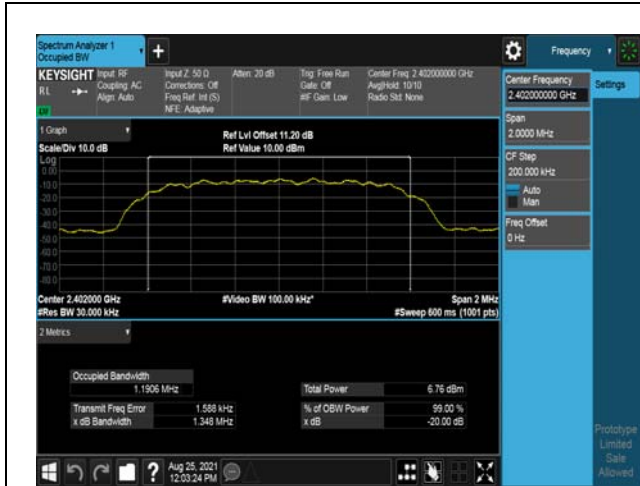 Spectrum Analyzer 1
Occupied BW
Frequency
KEYSIGHT
Input: RF
Coupling: AC
Align: Auto
Input Z: 50 Ω
Corrections: Off
Freq Ref: Int (S)
NFE: Adaptive
Atten: 20 dB
Trig: Free Run
Gate: Off
#IF Gain: Low
Center Freq: 2.402000000 GHz
Avg|Hold: 10/10
Radio Std: None
Center Frequency
2.402000000 GHz
Settings
Span
2.0000 MHz
CF Step
200.000 kHz
Auto
Man
Freq Offset
0 Hz
1 Graph
Scale/Div 10.0 dB
Ref Lvl Offset 11.20 dB
Ref Value 10.00 dBm
Log
0.00
-10.0
-20.0
-30.0
-40.0
-50.0
-60.0
-70.0
-80.0
Center 2.402000 GHz
#Res BW 30.000 kHz
#Video BW 100.00 kHz*
Span 2 MHz
#Sweep 600 ms (1001 pts)
2 Metrics
Occupied Bandwidth
1.1906 MHz
Total Power 6.76 dBm
Transmit Freq Error 1.588 kHz
% of OBW Power 99.00 %
x dB Bandwidth 1.348 MHz
x dB -20.00 dB
Aug 25, 2021
12:03:24 PM
Prototype
Limited
Sale
Allowed